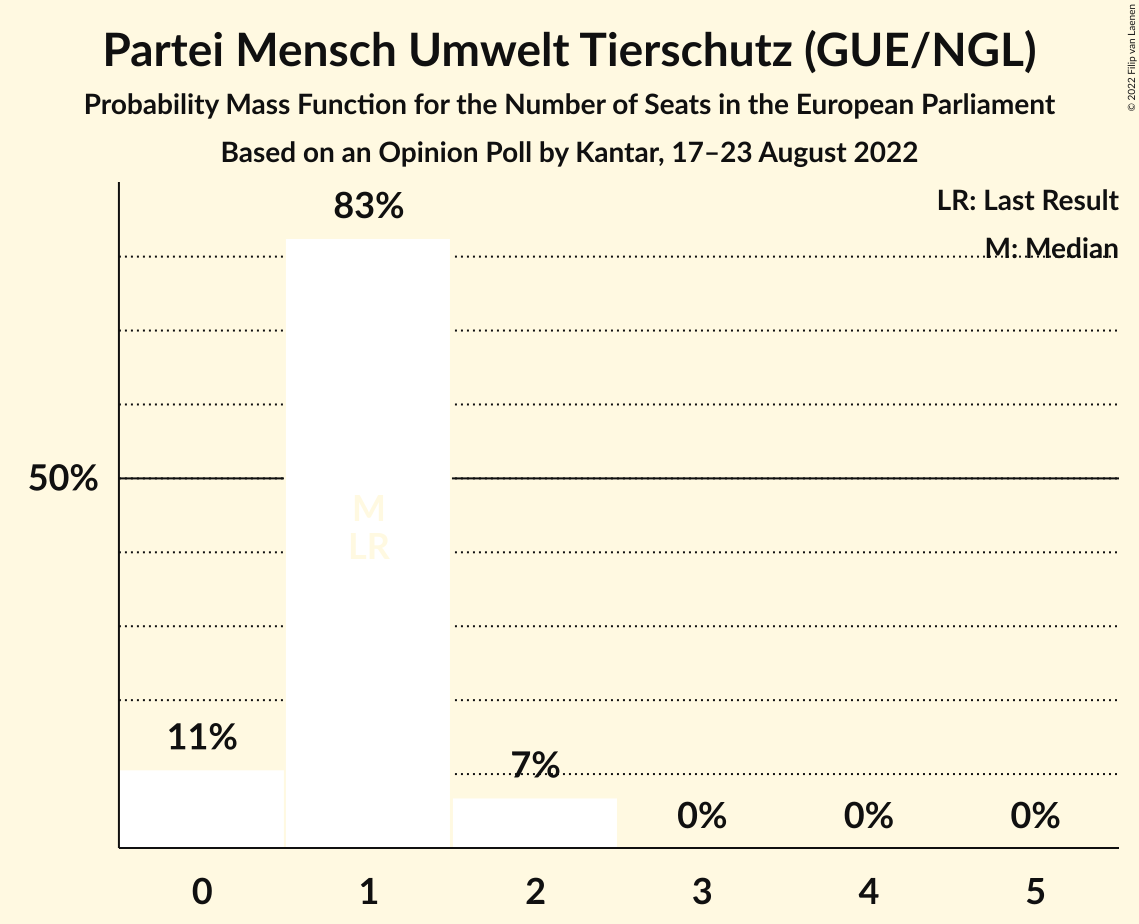 Partei Mensch Umwelt Tierschutz (GUE/NGL)
Probability Mass Function for the Number of Seats in the European Parliament
Based on an Opinion Poll by Kantar, 17–23 August 2022
© 2022 Filip van Laenen
LR: Last Result
M: Median
83%
50%
M
LR
11%
7%
0%
0%
0%
0
1
2
3
4
5